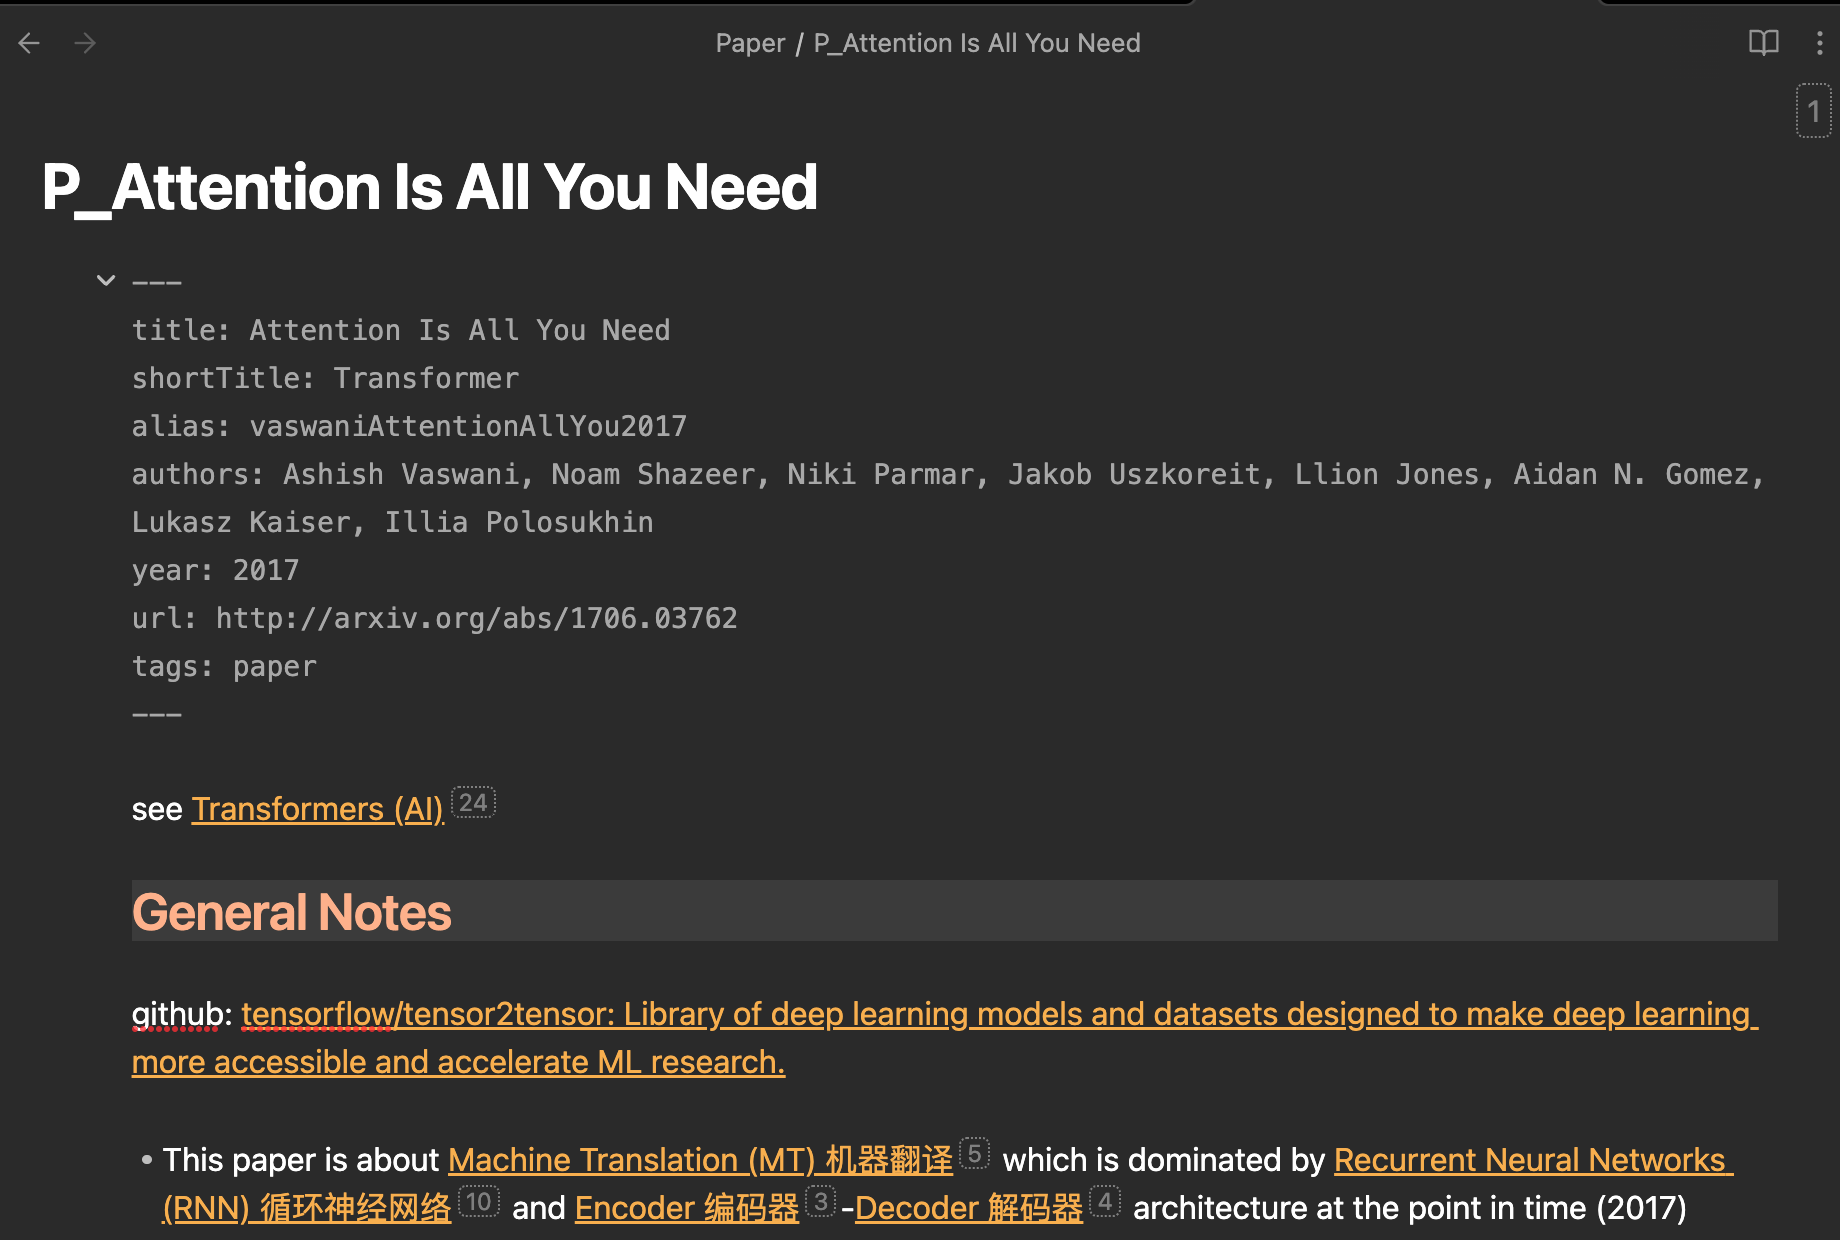 Paper / P_Attention Is All You Need
1
P_Attention Is All You Need
---
title: Attention Is All You Need
shortTitle: Transformer
alias: vaswaniAttentionAllYou2017
authors: Ashish Vaswani, Noam Shazeer, Niki Parmar, Jakob Uszkoreit, Llion Jones, Aidan N. Gomez,
Lukasz Kaiser, Illia Polosukhin
year: 2017
url: http://arxiv.org/abs/1706.03762
tags: paper
---
see Transformers (AI) 24
General Notes
github: tensorflow/tensor2tensor: Library of deep learning models and datasets designed to make deep learning
more accessible and accelerate ML research.
• This paper is about Machine Translation (MT) 机器翻译 5 which is dominated by Recurrent Neural Networks
(RNN) 循环神经网络 10 and Encoder 编码器 3 -Decoder 解码器 4 architecture at the point in time (2017)